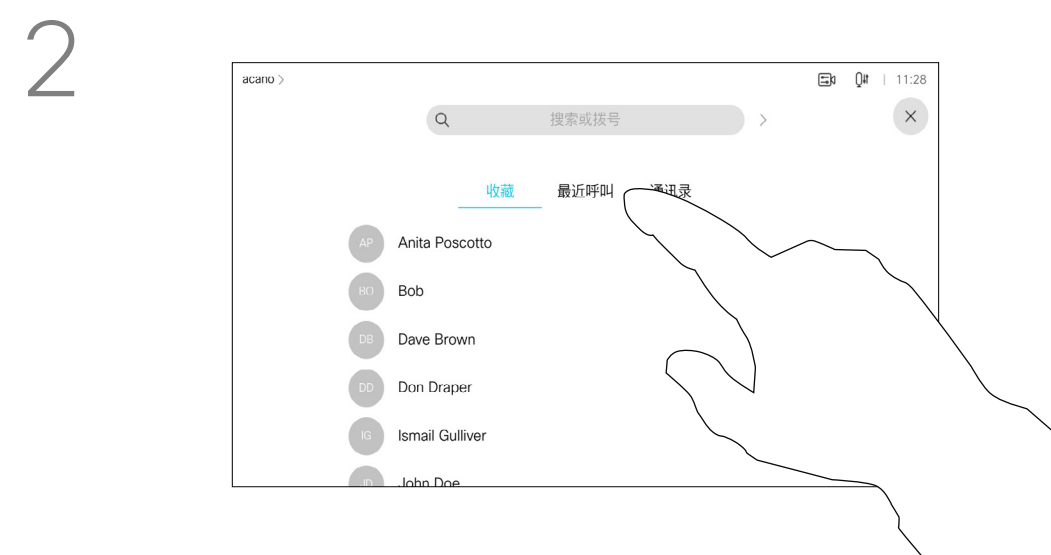 2
acano >
11:28
搜索或拨号
收藏 最近呼叫 通讯录
AP Anita Poscotto
BO Bob
DB Dave Brown
DD Don Draper
IG Ismail Gulliver
JD John Doe